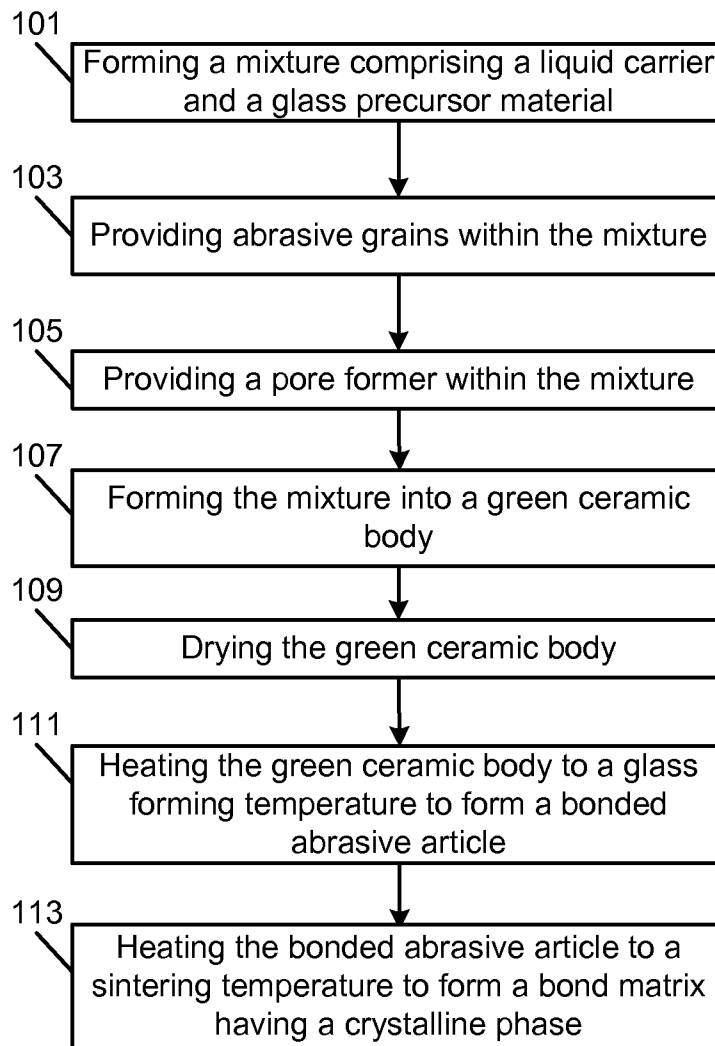 101
Forming a mixture comprising a liquid carrier
and a glass precursor material
103
Providing abrasive grains within the mixture
105
Providing a pore former within the mixture
107
Forming the mixture into a green ceramic
body
109
Drying the green ceramic body
111
Heating the green ceramic body to a glass
forming temperature to form a bonded
abrasive article
113
Heating the bonded abrasive article to a
sintering temperature to form a bond matrix
having a crystalline phase